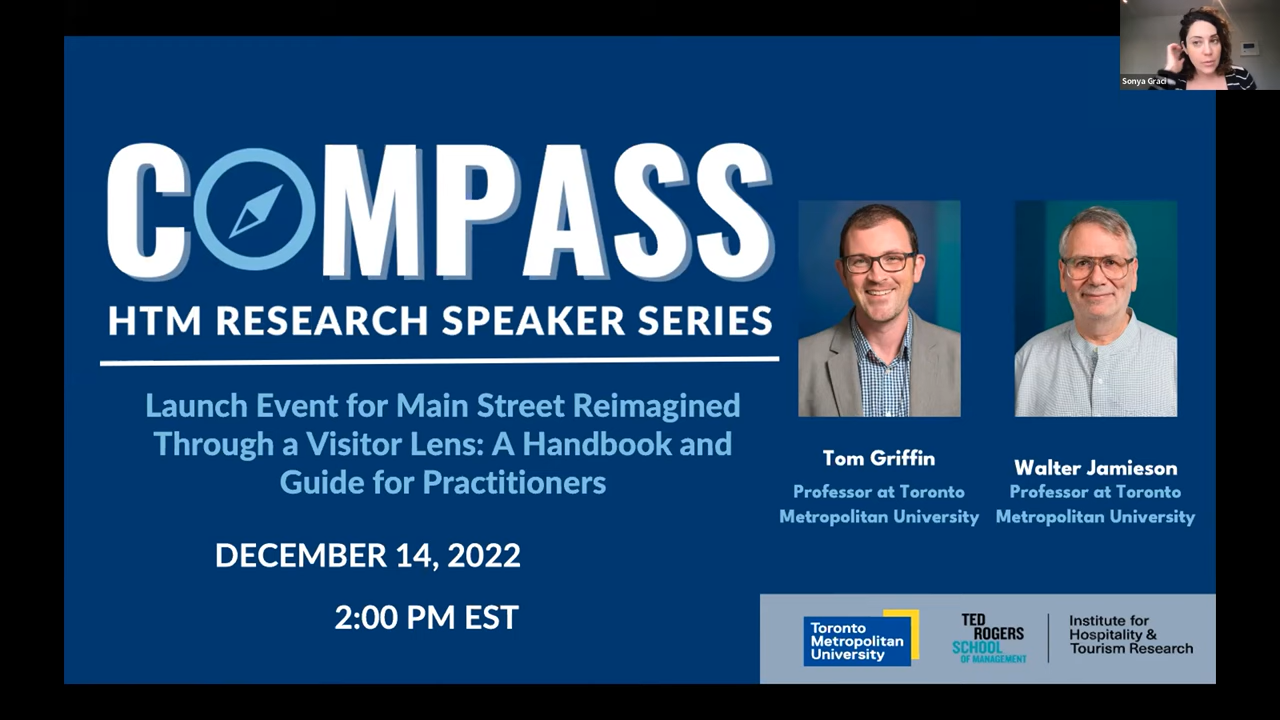 Sonya Graci
COMPASS
HTM RESEARCH SPEAKER SERIES
Launch Event for Main Street Reimagined
Through a Visitor Lens: A Handbook and
Guide for Practitioners
DECEMBER 14, 2022
2:00 PM EST
Tom Griffin
Professor at Toronto
Metropolitan University
Walter Jamieson
Professor at Toronto
Metropolitan University
Toronto
Metropolitan
University
TED
ROGERS
SCHOOL
OF MANAGEMENT
Institute for
Hospitality &
Tourism Research